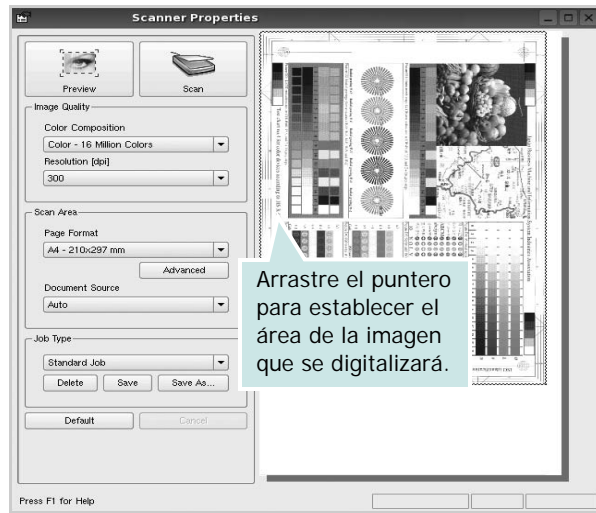 Scanner Properties
Preview
Scan
Image Quality
Color Composition
Color - 16 Million Colors
Resolution [dpi]
300
Scan Area
Page Format
A4 - 210x297 mm
Advanced
Document Source
Auto
Job Type
Standard Job
Delete
Save
Save As...
Default
Cancel
Arrastre el puntero
para establecer el
área de la imagen
que se digitalizará.
Press F1 for Help